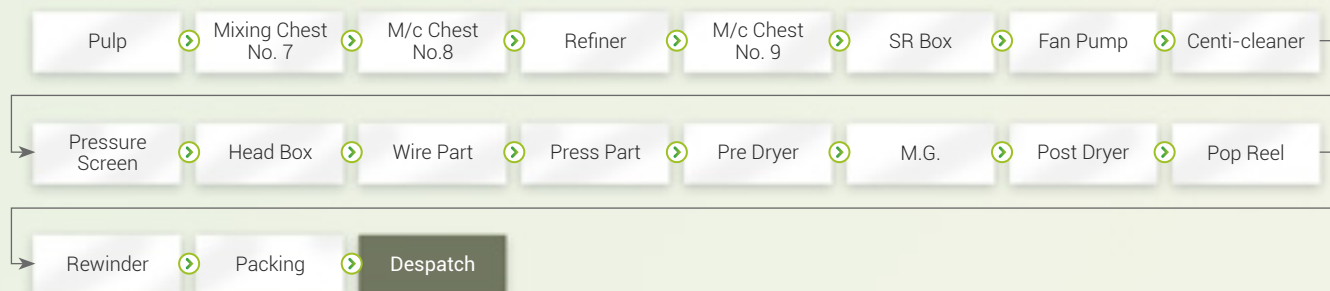 Pulp
Mixing Chest
No. 7
M/c Chest
No.8
Refiner
M/c Chest
No. 9
SR Box
Fan Pump
Centi-cleaner
Pressure
Screen
Head Box
Wire Part
Press Part
Pre Dryer
M.G.
Post Dryer
Pop Reel
Rewinder
Packing
Despatch